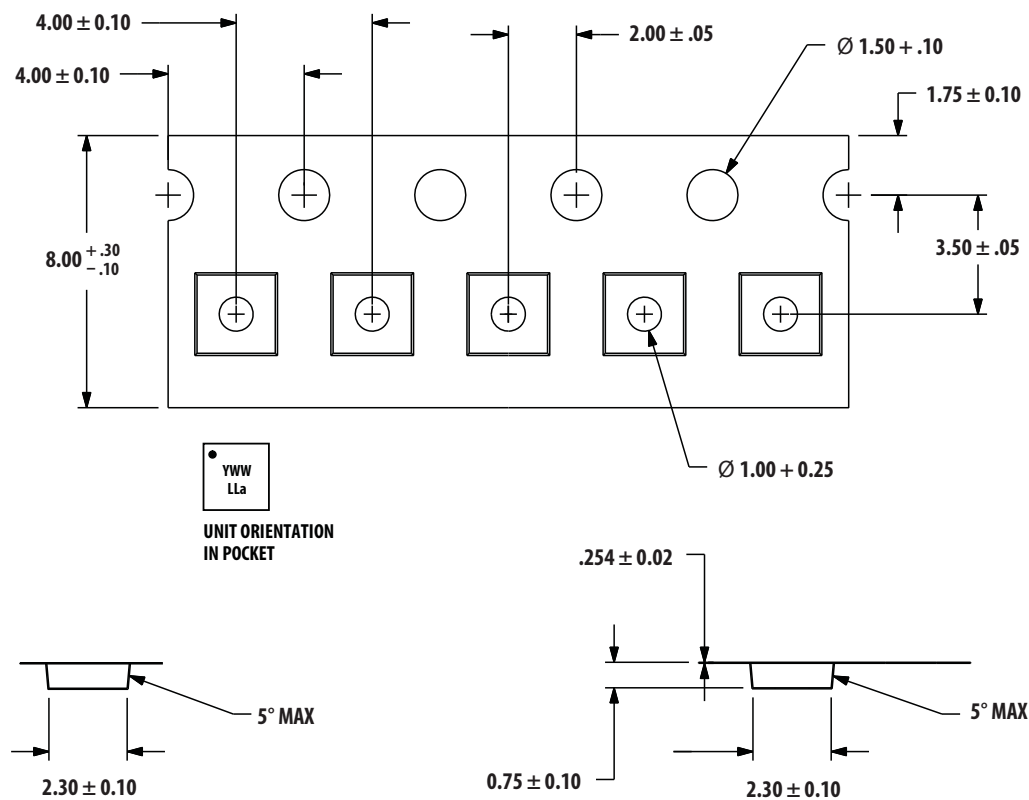 4.00 ± 0.10
2.00 ± .05
Ø 1.50 + .10
4.00 ± 0.10
1.75 ± 0.10
8.00 + .30
− .10
3.50 ± .05
Ø 1.00 + 0.25
YWW
LLa
UNIT ORIENTATION
IN POCKET
.254 ± 0.02
5° MAX
5° MAX
2.30 ± 0.10
0.75 ± 0.10
2.30 ± 0.10